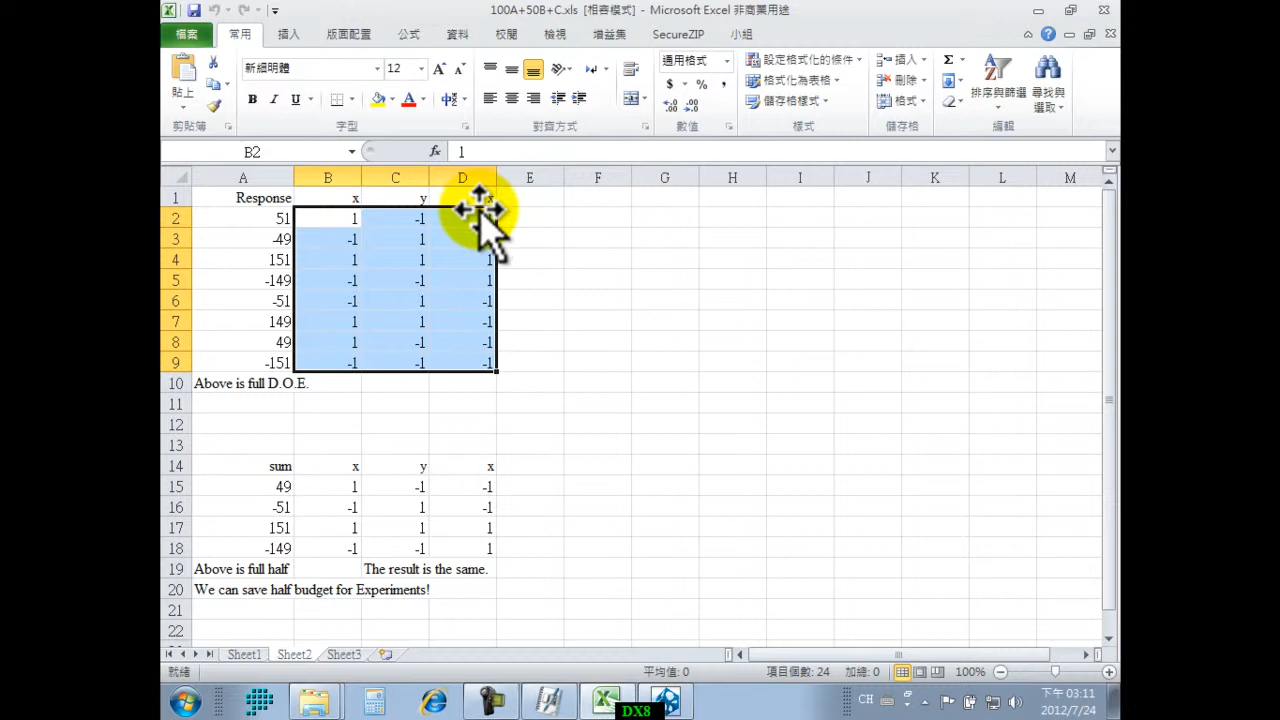 100A+50B+C.xls [相容模式] - Microsoft Excel 非商業用途
檔案 常用 插入 版面配置 公式 資料 校閱 檢視 增益集 SecureZIP 小組
貼上 新細明體 12 通用格式 設定格式化的條件 插入 Σ
B I U A 中 $ % , 格式化為表格 刪除 排序與篩選 尋找與選取
儲存格樣式 格式
剪貼簿 字型 對齊方式 數值 樣式 儲存格 編輯
B2 fx 1
A B C D E F G H I J K L M
1 Response x y x
2 51 1 -1
3 -49 -1 1
4 151 1 1 1
5 -149 -1 -1 1
6 -51 -1 1 -1
7 149 1 1 -1
8 49 1 -1 -1
9 -151 -1 -1 -1
10 Above is full D.O.E.
11
12
13
14 sum x y x
15 49 1 -1 -1
16 -51 -1 1 -1
17 151 1 1 1
18 -149 -1 -1 1
19 Above is full half The result is the same.
20 We can save half budget for Experiments!
21
22
Sheet1 Sheet2 Sheet3
就緒 平均值: 0 項目個數: 24 加總: 0 100%
CH 下午 03:11
2012/7/24
DX8